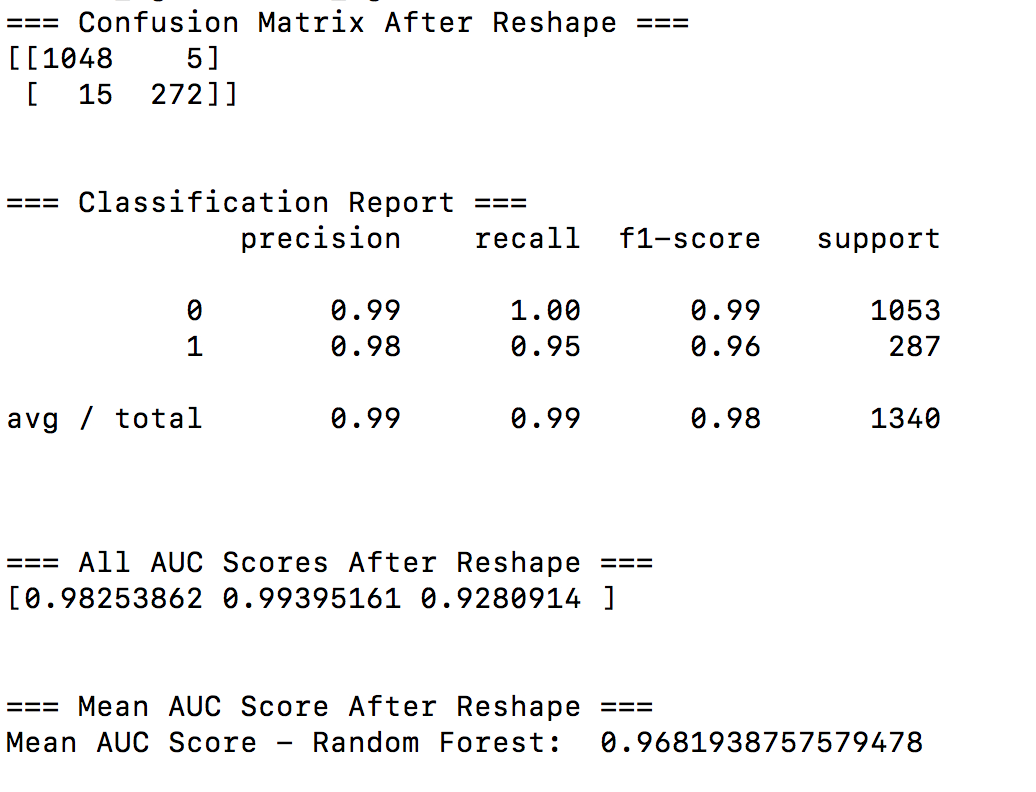 === Confusion Matrix After Reshape ===
[[1048    5]
 [  15  272]]
=== Classification Report ===
             precision    recall  f1-score   support
          0       0.99      1.00      0.99      1053
          1       0.98      0.95      0.96       287
avg / total       0.99      0.99      0.98      1340
=== All AUC Scores After Reshape ===
[0.98253862 0.99395161 0.9280914 ]
=== Mean AUC Score After Reshape ===
Mean AUC Score - Random Forest:  0.9681938757579478